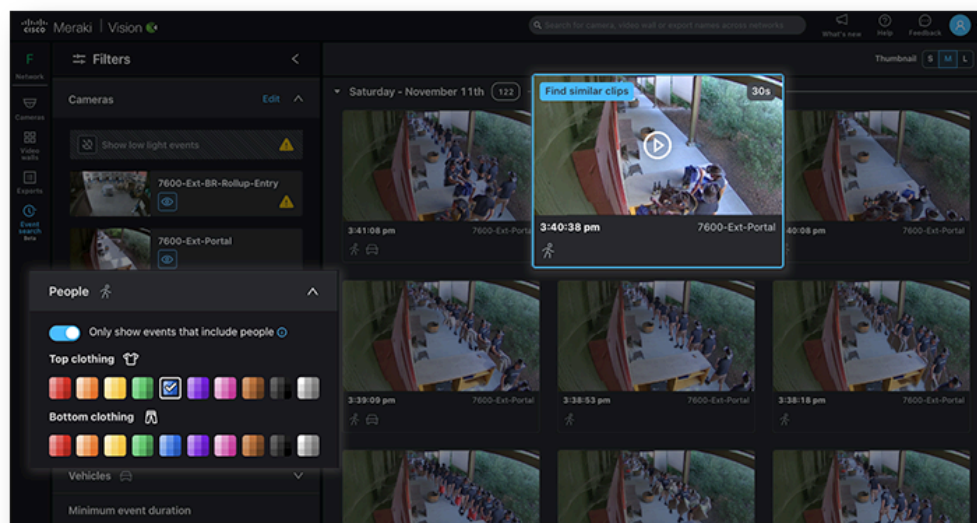 cisco Meraki Vision
Search for camera, video wall or export names across networks
What's new
Help
Feedback
F
Network
Filters
Thumbnail S M L
Cameras
Video walls
Exports
Event search
Beta
Cameras Edit
Show low light events
7600-Ext-BR-Rollup-Entry
7600-Ext-Portal
People
Only show events that include people
Top clothing
Bottom clothing
Vehicles
Minimum event duration
Saturday - November 11th 122
Find similar clips 30s
3:41:08 pm 7600-Ext-Portal
3:40:38 pm 7600-Ext-Portal
40:08 pm 7600-Ext-Portal
3:39:09 pm 7600-Ext-Portal
3:38:53 pm 7600-Ext-Portal
3:38:18 pm 7600-Ext-Portal